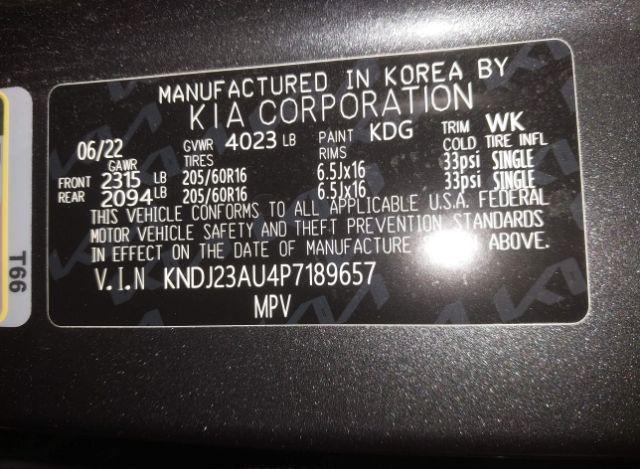 MANUFACTURED IN KOREA BY
KIA CORPORATION
06/22 GVWR 4023 LB PAINT KDG TRIM WK
GAWR TIRES RIMS COLD TIRE INFL
FRONT 2315 LB 205/60R16 6.5Jx16 33psi SINGLE
REAR 2094 LB 205/60R16 6.5Jx16 33psi SINGLE
THIS VEHICLE CONFORMS TO ALL APPLICABLE U.S.A. FEDERAL
MOTOR VEHICLE SAFETY AND THEFT PREVENTION STANDARDS
IN EFFECT ON THE DATE OF MANUFACTURE ABOVE.
V.I.N KNDJ23AU4P7189657
MPV
T66